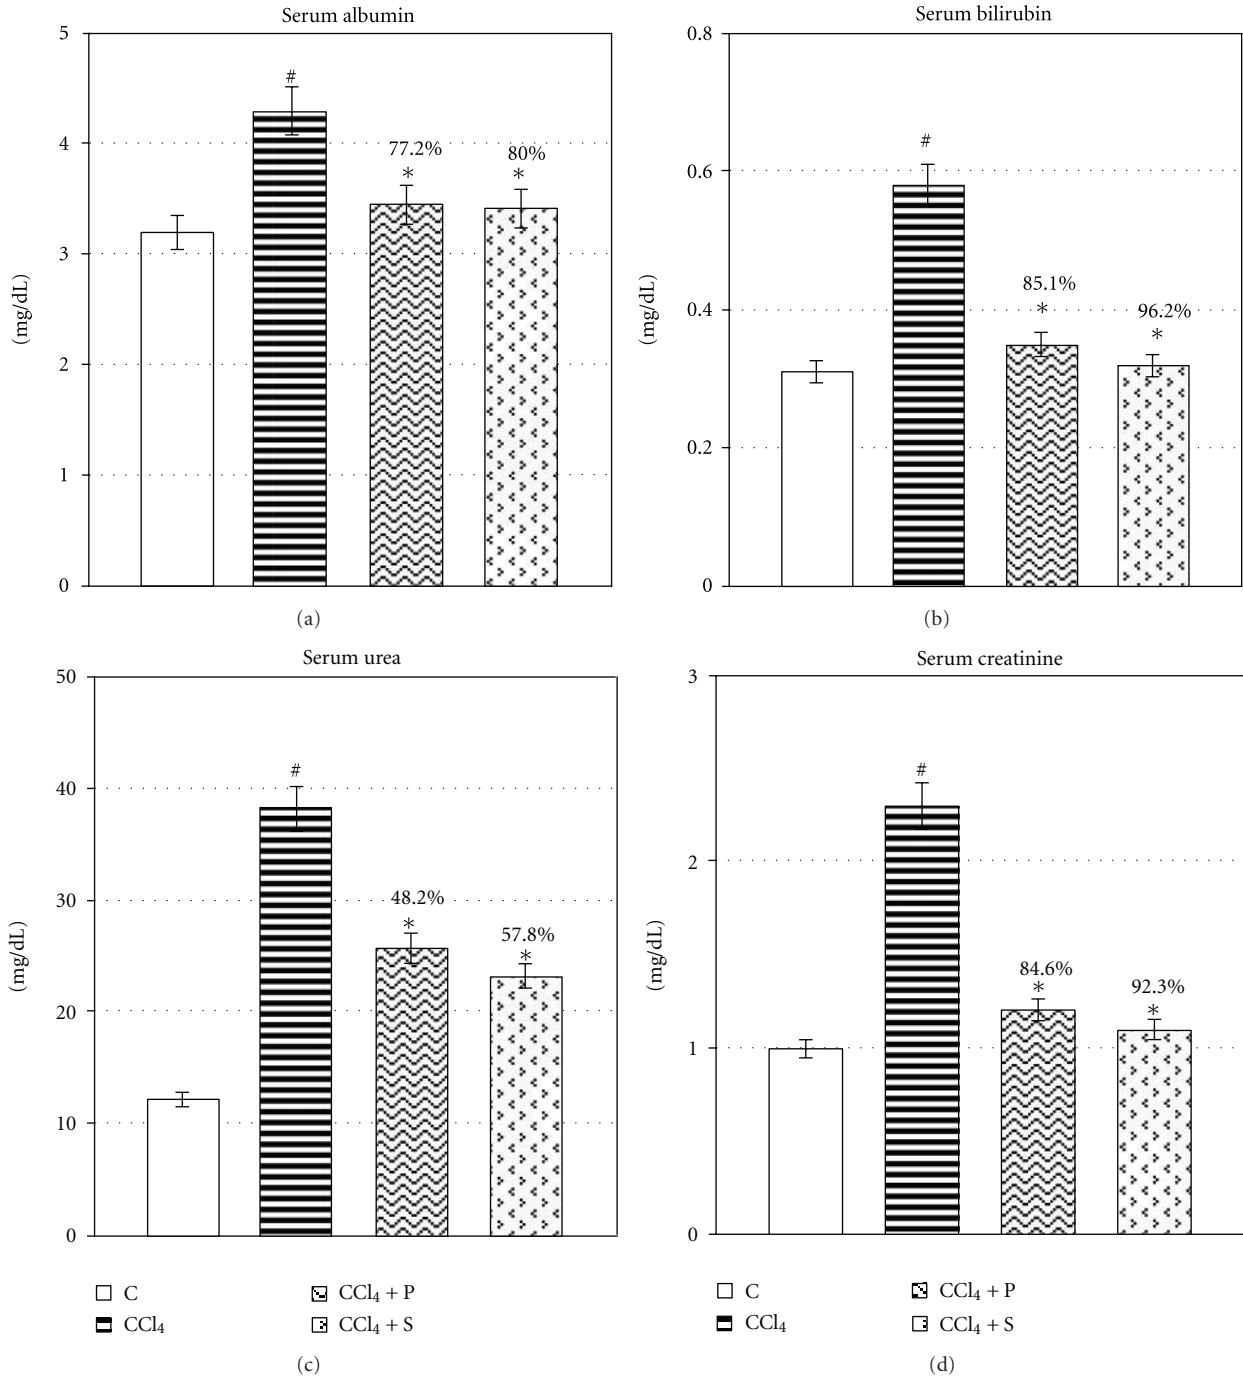 Serum albumin
5
4
3
2
1
0
(mg/dL)
#
77.2%
*
80%
*
(a)
Serum bilirubin
0.8
0.6
0.4
0.2
0
(mg/dL)
#
85.1%
*
96.2%
*
(b)
Serum urea
50
40
30
20
10
0
(mg/dL)
#
48.2%
*
57.8%
*
C
CCl₄
CCl₄ + P
CCl₄ + S
(c)
Serum creatinine
3
2
1
0
(mg/dL)
#
84.6%
*
92.3%
*
C
CCl₄
CCl₄ + P
CCl₄ + S
(d)